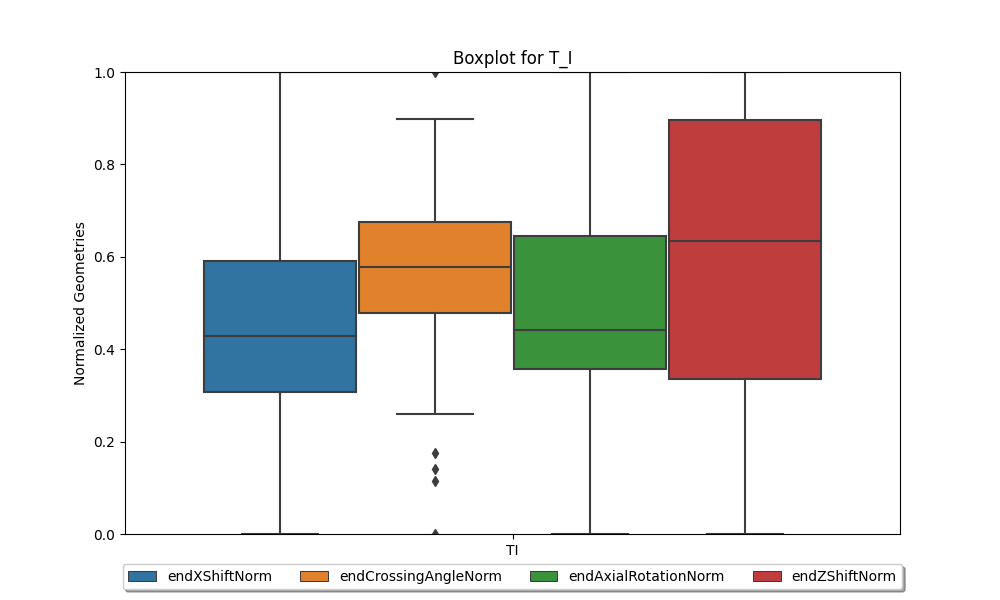 Boxplot for T_I
Normalized Geometries
1.0
0.8
0.6
0.4
0.2
0.0
TI
endXShiftNorm endCrossingAngleNorm endAxialRotationNorm endZShiftNorm